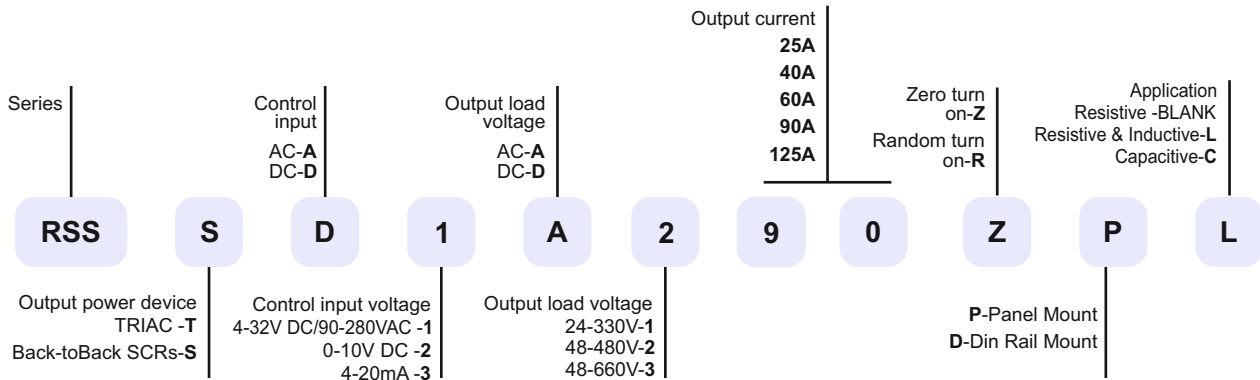 Output current
25A
40A
60A
90A
125A
Series
Control
input
AC-A
DC-D
Output load
voltage
AC-A
DC-D
Zero turn
on-Z
Random turn
on-R
Application
Resistive -BLANK
Resistive & Inductive-L
Capacitive-C
RSS S D 1 A 2 9 0 Z P L
Output power device
TRIAC -T
Back-toBack SCRs-S
Control input voltage
4-32V DC/90-280VAC -1
0-10V DC -2
4-20mA -3
Output load voltage
24-330V-1
48-480V-2
48-660V-3
P-Panel Mount
D-Din Rail Mount